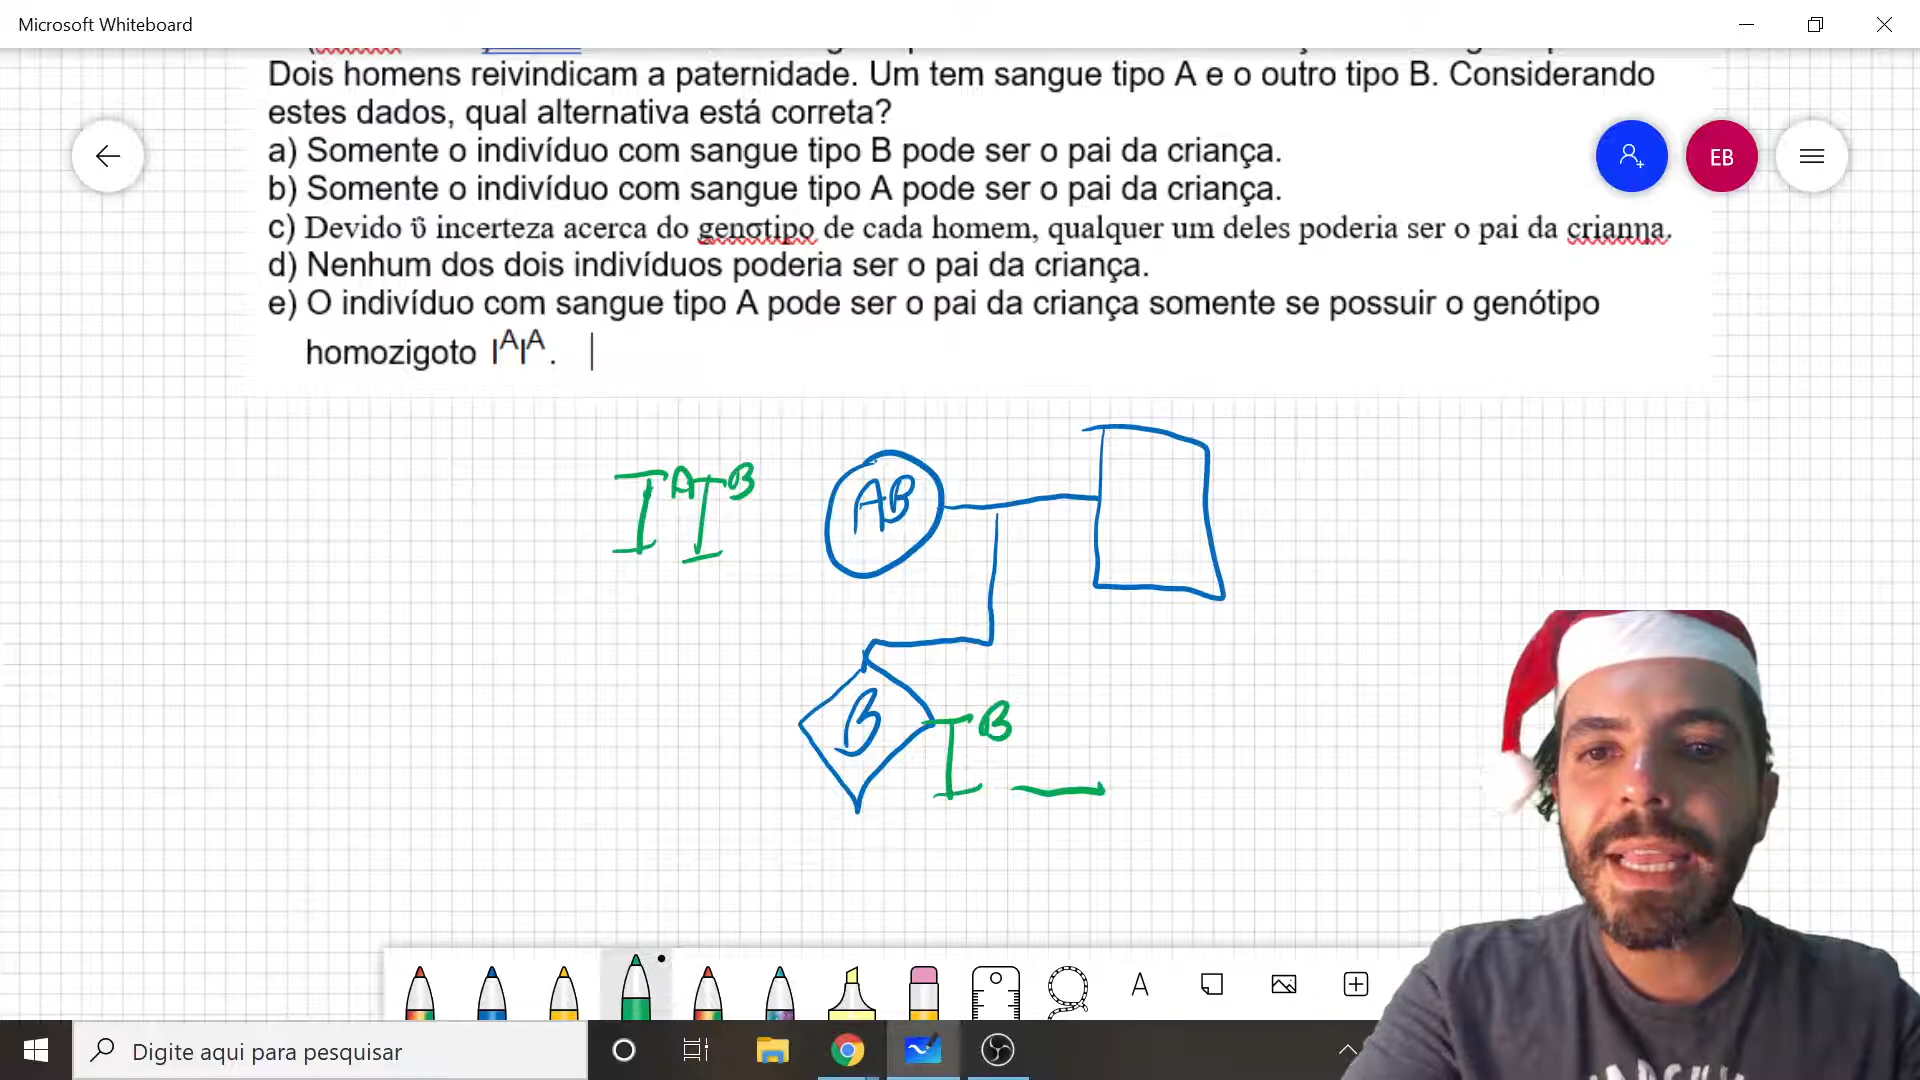 Microsoft Whiteboard
Dois homens reivindicam a paternidade. Um tem sangue tipo A e o outro tipo B. Considerando
estes dados, qual alternativa está correta?
a) Somente o indivíduo com sangue tipo B pode ser o pai da criança.
b) Somente o indivíduo com sangue tipo A pode ser o pai da criança.
EB
c) Devido ὒ incerteza acerca do genσtipo de cada homem, qualquer um deles poderia ser o pai da crianηa.
d) Nenhum dos dois indivíduos poderia ser o pai da criança.
e) O indivíduo com sangue tipo A pode ser o pai da criança somente se possuir o genótipo
homozigoto IᴬIᴬ.
IᴬIᴮ AB
B Iᴮ __
A
Digite aqui para pesquisar